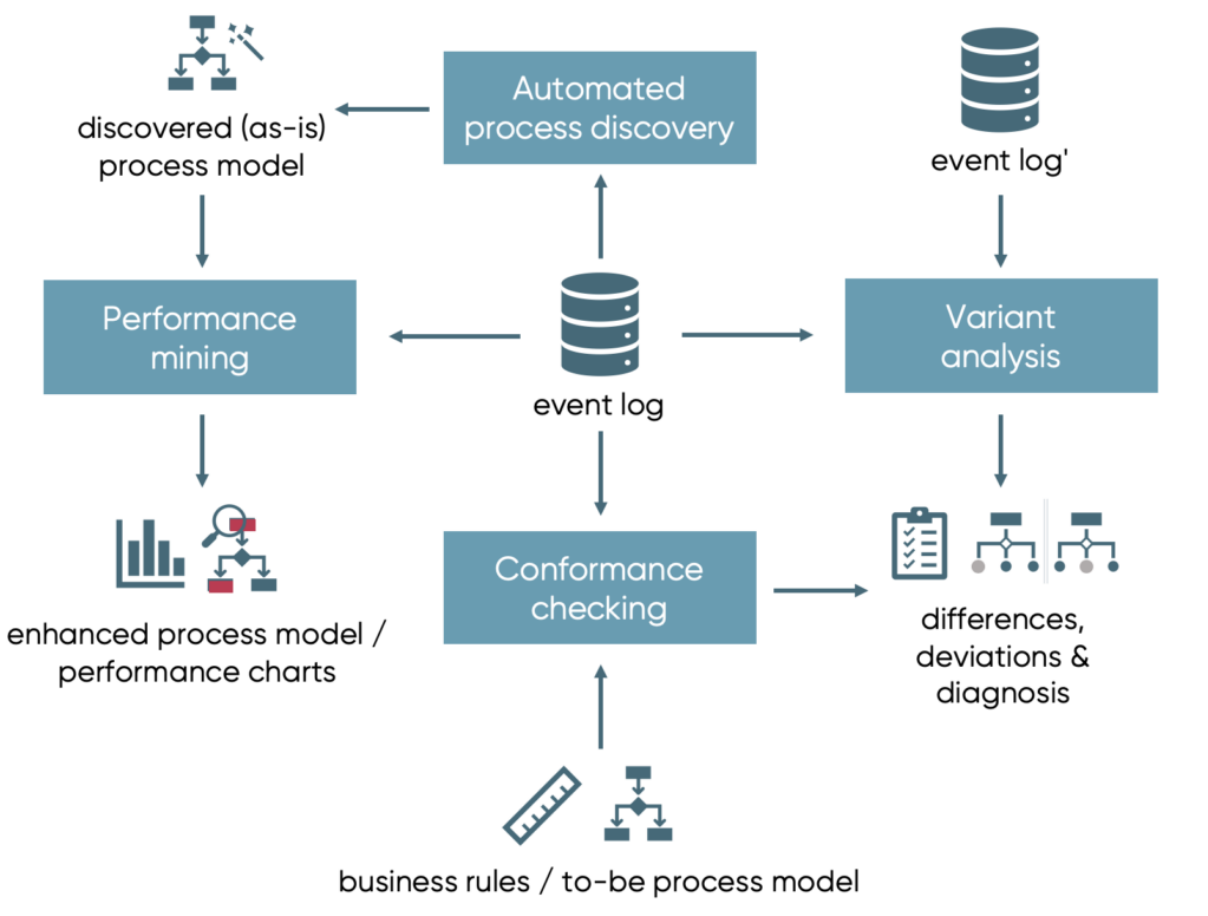 Automated
process discovery
discovered (as-is)
process model
event log'
Performance
mining
Variant
analysis
event log
Conformance
checking
enhanced process model /
performance charts
differences,
deviations &
diagnosis
business rules / to-be process model